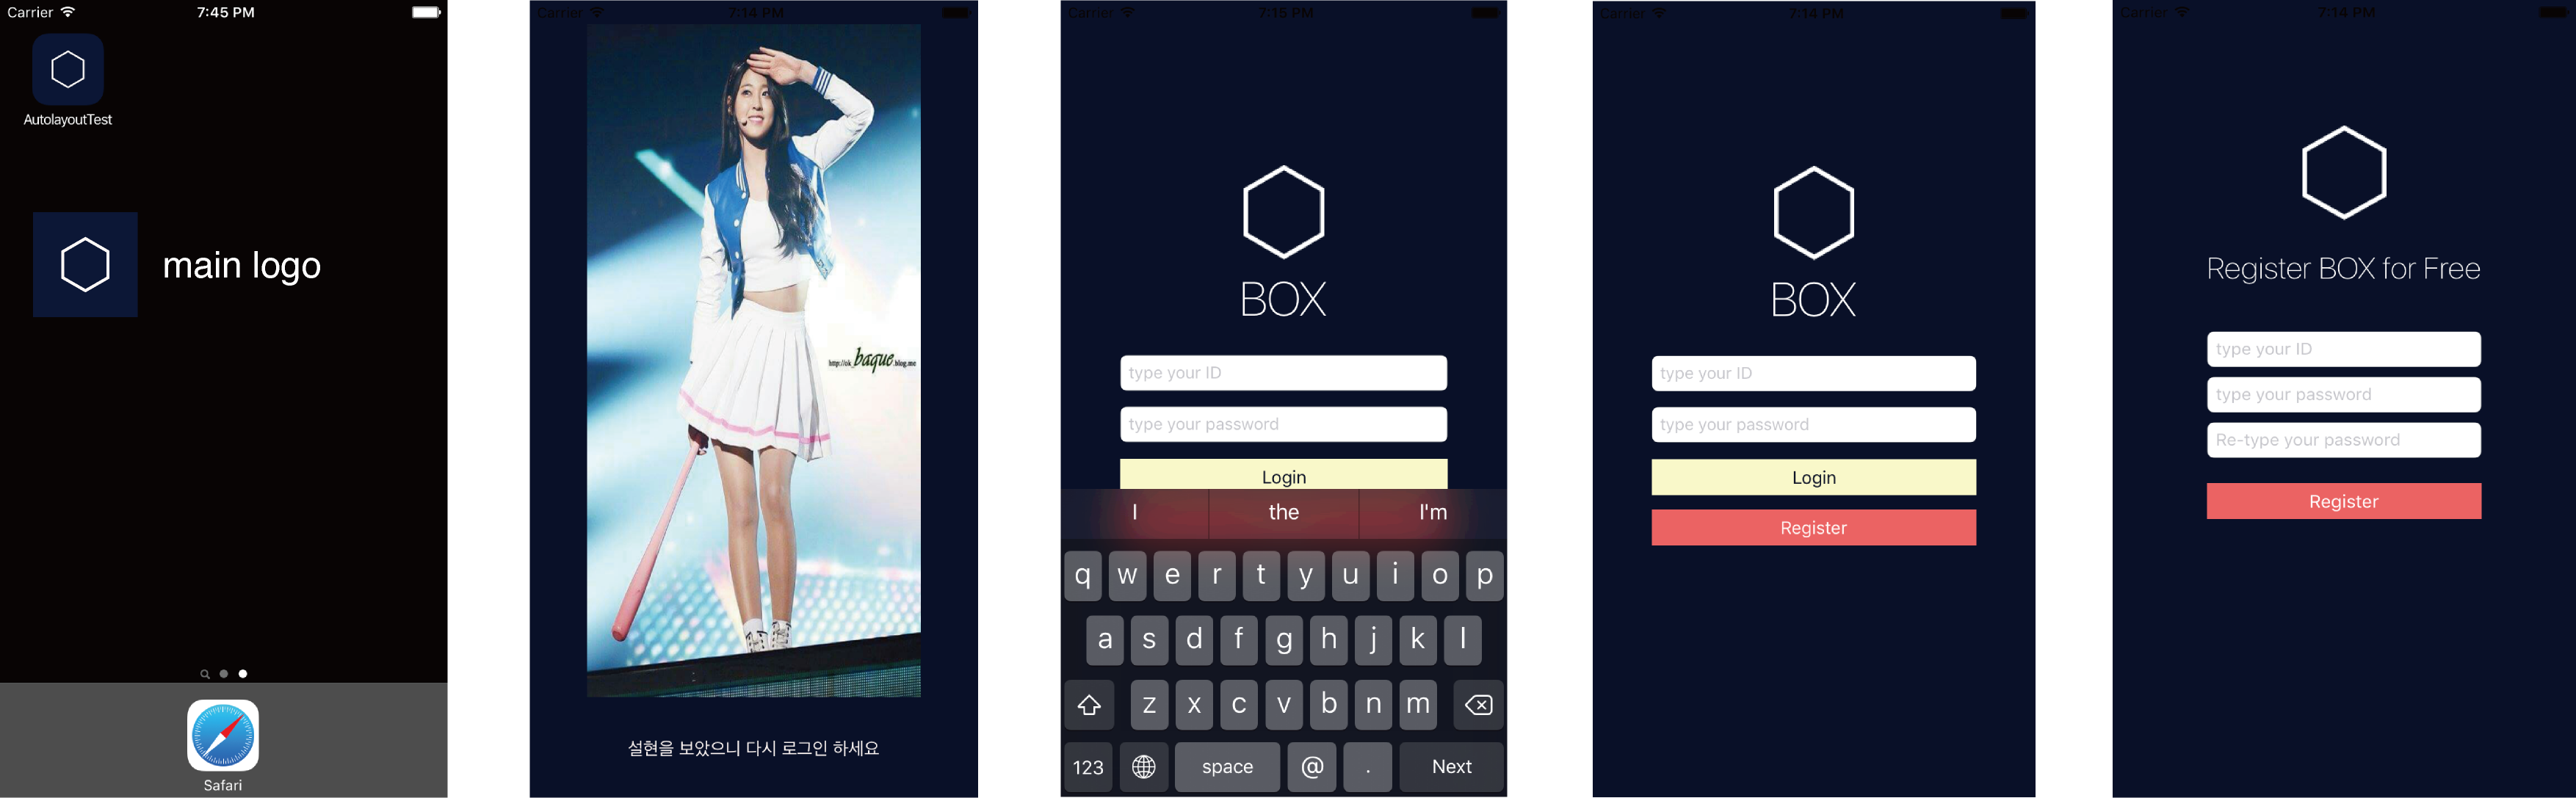 Carrier 7:45 PM
AutolayoutTest
main logo
Safari
Carrier 7:14 PM
http://ok_baque.blog.me
설현을 보았으니 다시 로그인 하세요
Carrier 7:15 PM
BOX
type your ID
type your password
Login
I the I'm
q w e r t y u i o p
a s d f g h j k l
z x c v b n m
123 space @ . Next
Carrier 7:14 PM
BOX
type your ID
type your password
Login
Register
Carrier 7:14 PM
Register BOX for Free
type your ID
type your password
Re-type your password
Register